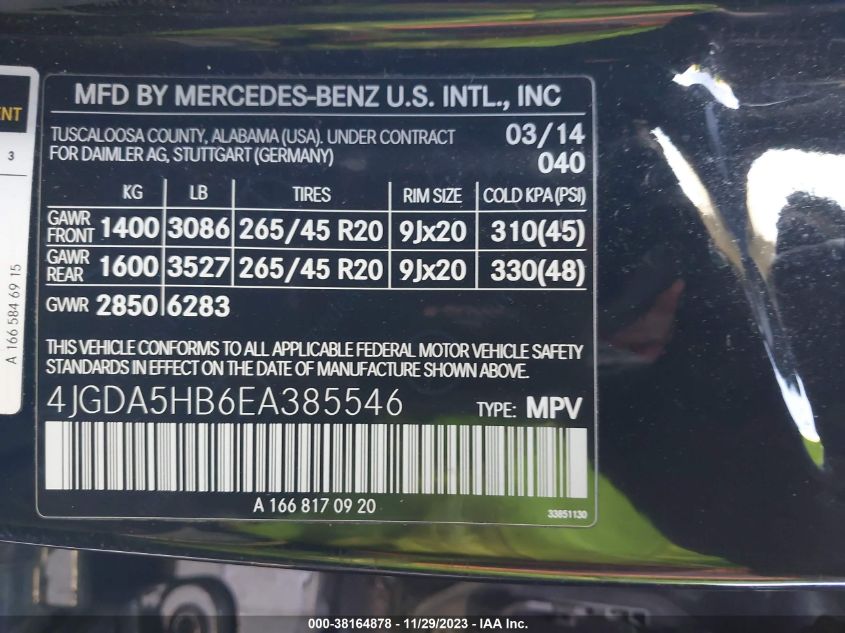 MFD BY MERCEDES-BENZ U.S. INTL., INC
TUSCALOOSA COUNTY, ALABAMA (USA). UNDER CONTRACT
FOR DAIMLER AG, STUTTGART (GERMANY)
03/14
040
KG LB TIRES RIM SIZE COLD KPA (PSI)
GAWR FRONT 1400 3086 265/45 R20 9Jx20 310(45)
GAWR REAR 1600 3527 265/45 R20 9Jx20 330(48)
GVWR 2850 6283
THIS VEHICLE CONFORMS TO ALL APPLICABLE FEDERAL MOTOR VEHICLE SAFETY
STANDARDS IN EFFECT ON THE DATE OF MANUFACTURE SHOWN ABOVE.
4JGDA5HB6EA385546 TYPE: MPV
A 166 817 09 20
33851130
ENT
3
A 166 584 69 15
000-38164878 - 11/29/2023 - IAA Inc.